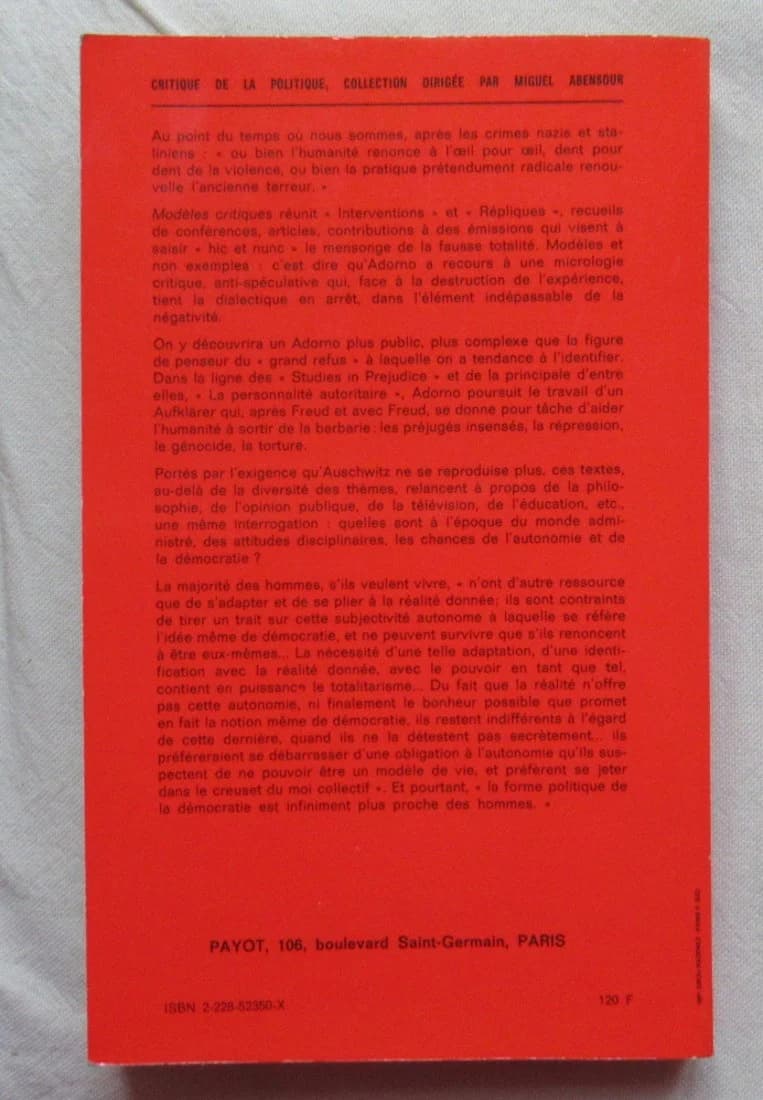 CRITIQUE DE LA POLITIQUE, COLLECTION DIRIGÉE PAR MIGUEL ABENSOUR
Au point du temps où nous sommes, après les crimes nazis et sta-
liniens : « ou bien l'humanité renonce à l'œil pour œil, dent pour
dent de la violence, ou bien la pratique prétendument radicale renou-
velle l'ancienne terreur. »
Modèles critiques réunit « Interventions » et « Répliques », recueils
de conférences, articles, contributions à des émissions qui visent à
saisir « hic et nunc » le mensonge de la fausse totalité. Modèles et
non exemples : c'est dire qu'Adorno a recours à une micrologie
critique, anti-spéculative qui, face à la destruction de l'expérience,
tient la dialectique en arrêt, dans l'élément indépassable de la
négativité.
On y découvrira un Adorno plus public, plus complexe que la figure
de penseur du « grand refus » à laquelle on a tendance à l'identifier.
Dans la ligne des « Studies in Prejudice » et de la principale d'entre
elles, « La personnalité autoritaire », Adorno poursuit le travail d'un
Aufklärer qui, après Freud et avec Freud, se donne pour tâche d'aider
l'humanité à sortir de la barbarie : les préjugés insensés, la répression,
le génocide, la torture.
Portés par l'exigence qu'Auschwitz ne se reproduise plus, ces textes,
au-delà de la diversité des thèmes, relancent à propos de la philo-
sophie, de l'opinion publique, de la télévision, de l'éducation, etc.,
une même interrogation : quelles sont à l'époque du monde admi-
nistré, des attitudes disciplinaires, les chances de l'autonomie et de
la démocratie ?
La majorité des hommes, s'ils veulent vivre, « n'ont d'autre ressource
que de s'adapter et de se plier à la réalité donnée; ils sont contraints
de tirer un trait sur cette subjectivité autonome à laquelle se réfère
l'idée même de démocratie, et ne peuvent survivre que s'ils renoncent
à être eux-mêmes... La nécessité d'une telle adaptation, d'une identi-
fication avec la réalité donnée, avec le pouvoir en tant que tel,
contient en puissance le totalitarisme... Du fait que la réalité n'offre
pas cette autonomie, ni finalement le bonheur possible que promet
en fait la notion même de démocratie, ils restent indifférents à l'égard
de cette dernière, quand ils ne la détestent pas secrètement... ils
préféreraient se débarrasser d'une obligation à l'autonomie qu'ils sus-
pectent de ne pouvoir être un modèle de vie, et préfèrent se jeter
dans le creuset du moi collectif ». Et pourtant, « la forme politique de
la démocratie est infiniment plus proche des hommes. »
PAYOT, 106, boulevard Saint-Germain, PARIS
ISBN 2-228-52350-X
120 F